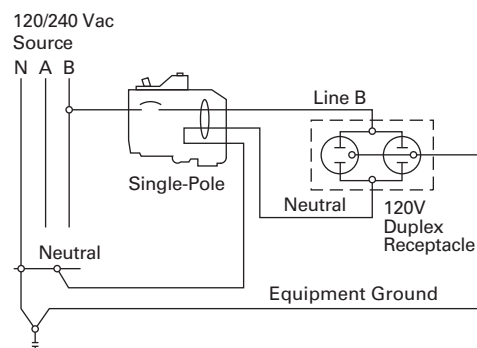 120/240 Vac
Source
N A B
Line B
Single-Pole
Neutral
120V
Duplex
Receptacle
Neutral
Equipment Ground